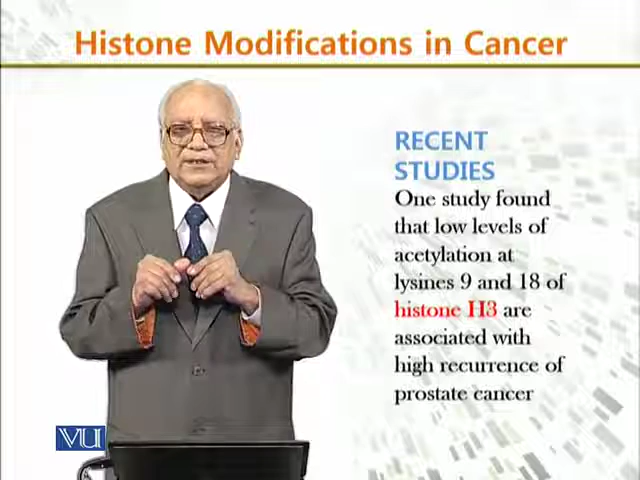 Histone Modifications in Cancer
RECENT
STUDIES
One study found
that low levels of
acetylation at
lysines 9 and 18 of
histone H3 are
associated with
high recurrence of
prostate cancer
VU